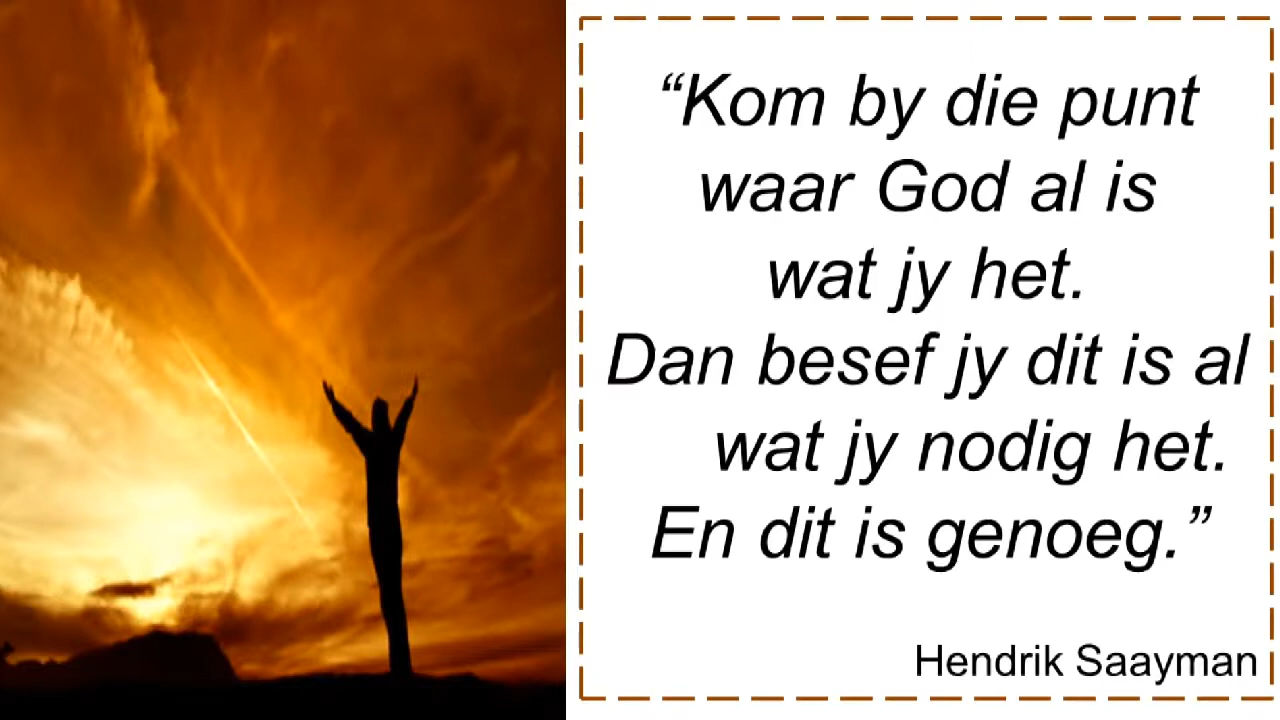 “Kom by die punt
waar God al is
wat jy het.
Dan besef jy dit is al
wat jy nodig het.
En dit is genoeg.”
Hendrik Saayman